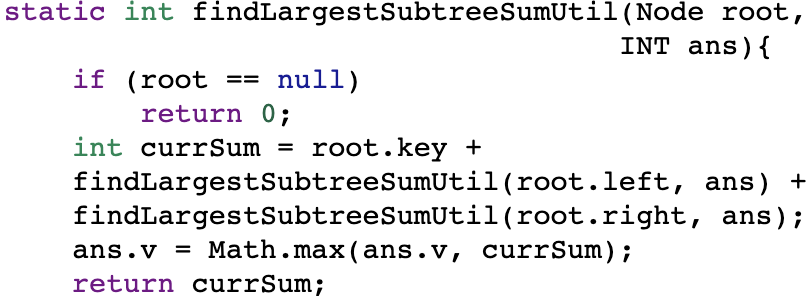 static int findLargestSubtreeSumUtil(Node root,
                                    INT ans){
    if (root == null)
        return 0;
    int currSum = root.key +
    findLargestSubtreeSumUtil(root.left, ans) +
    findLargestSubtreeSumUtil(root.right, ans);
    ans.v = Math.max(ans.v, currSum);
    return currSum;